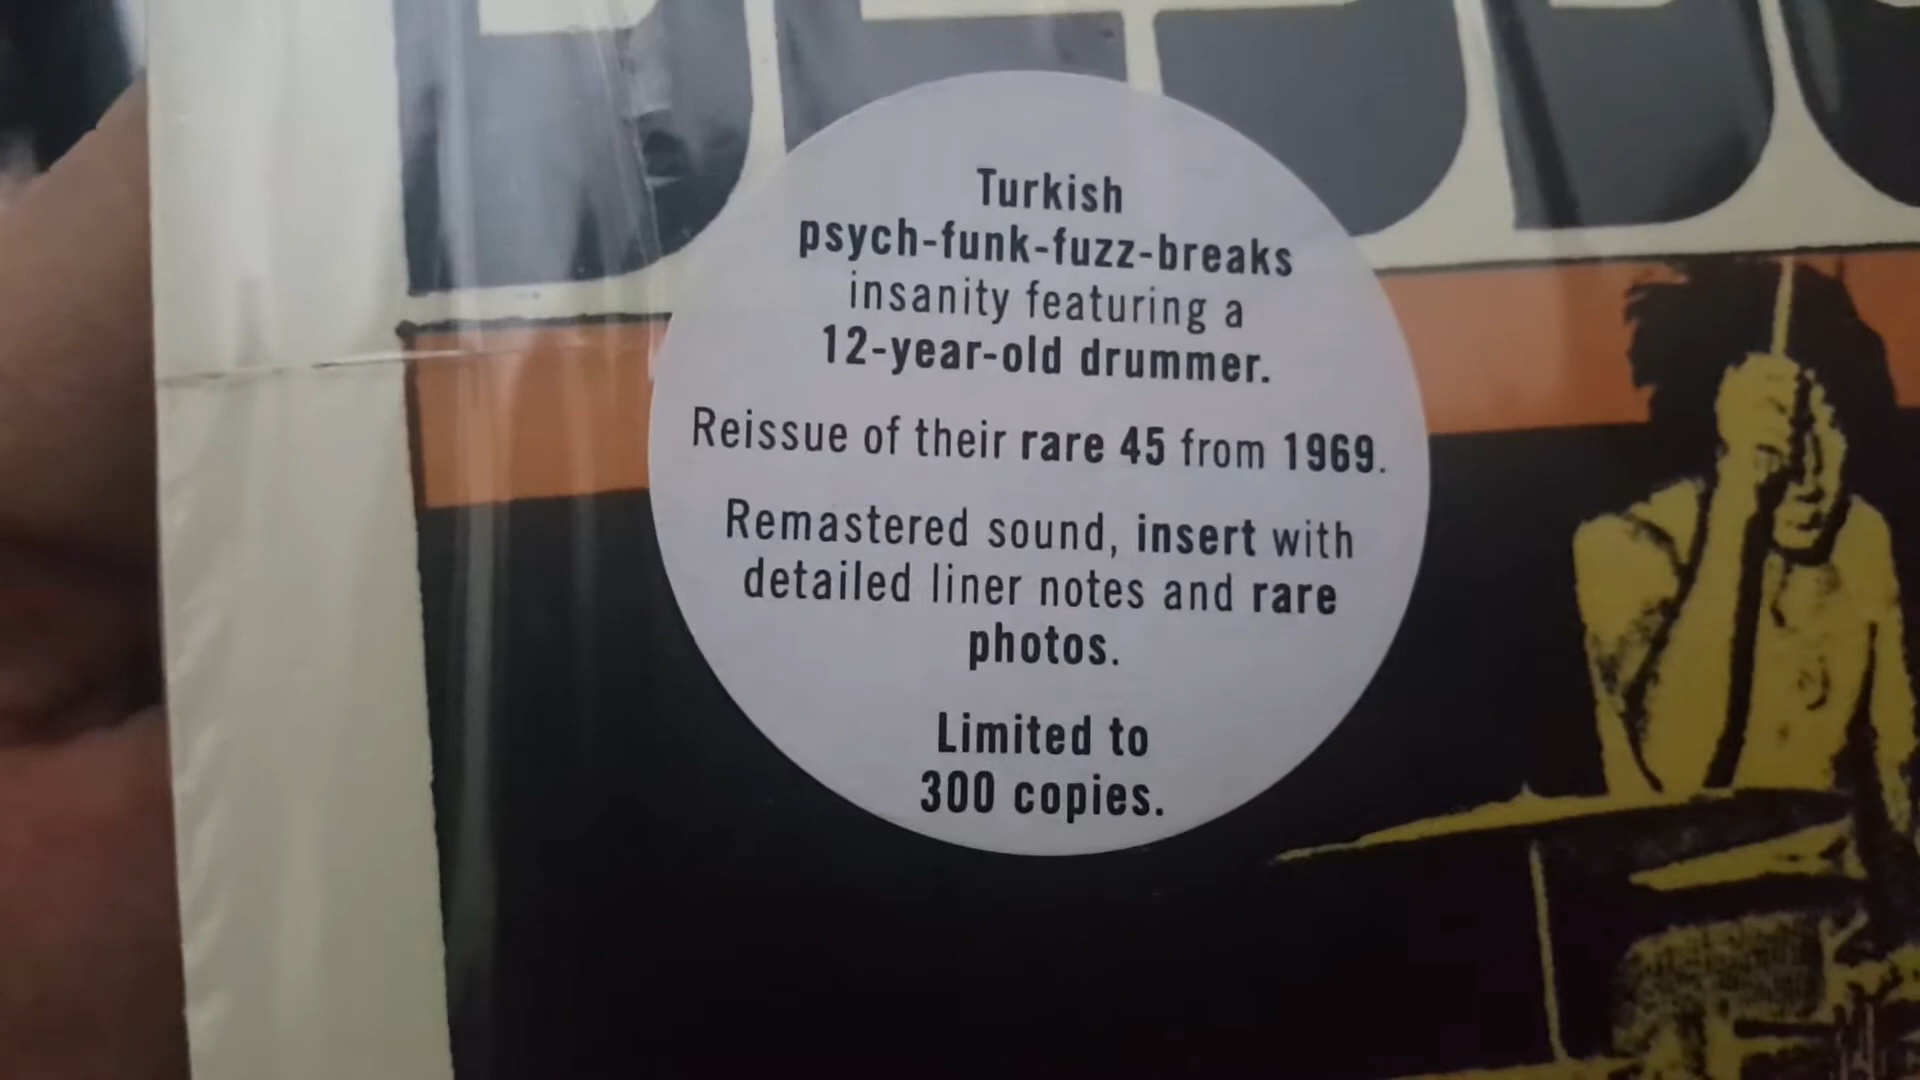 Turkish
psych-funk-fuzz-breaks
insanity featuring a
12-year-old drummer.
Reissue of their rare 45 from 1969.
Remastered sound, insert with
detailed liner notes and rare
photos.
Limited to
300 copies.